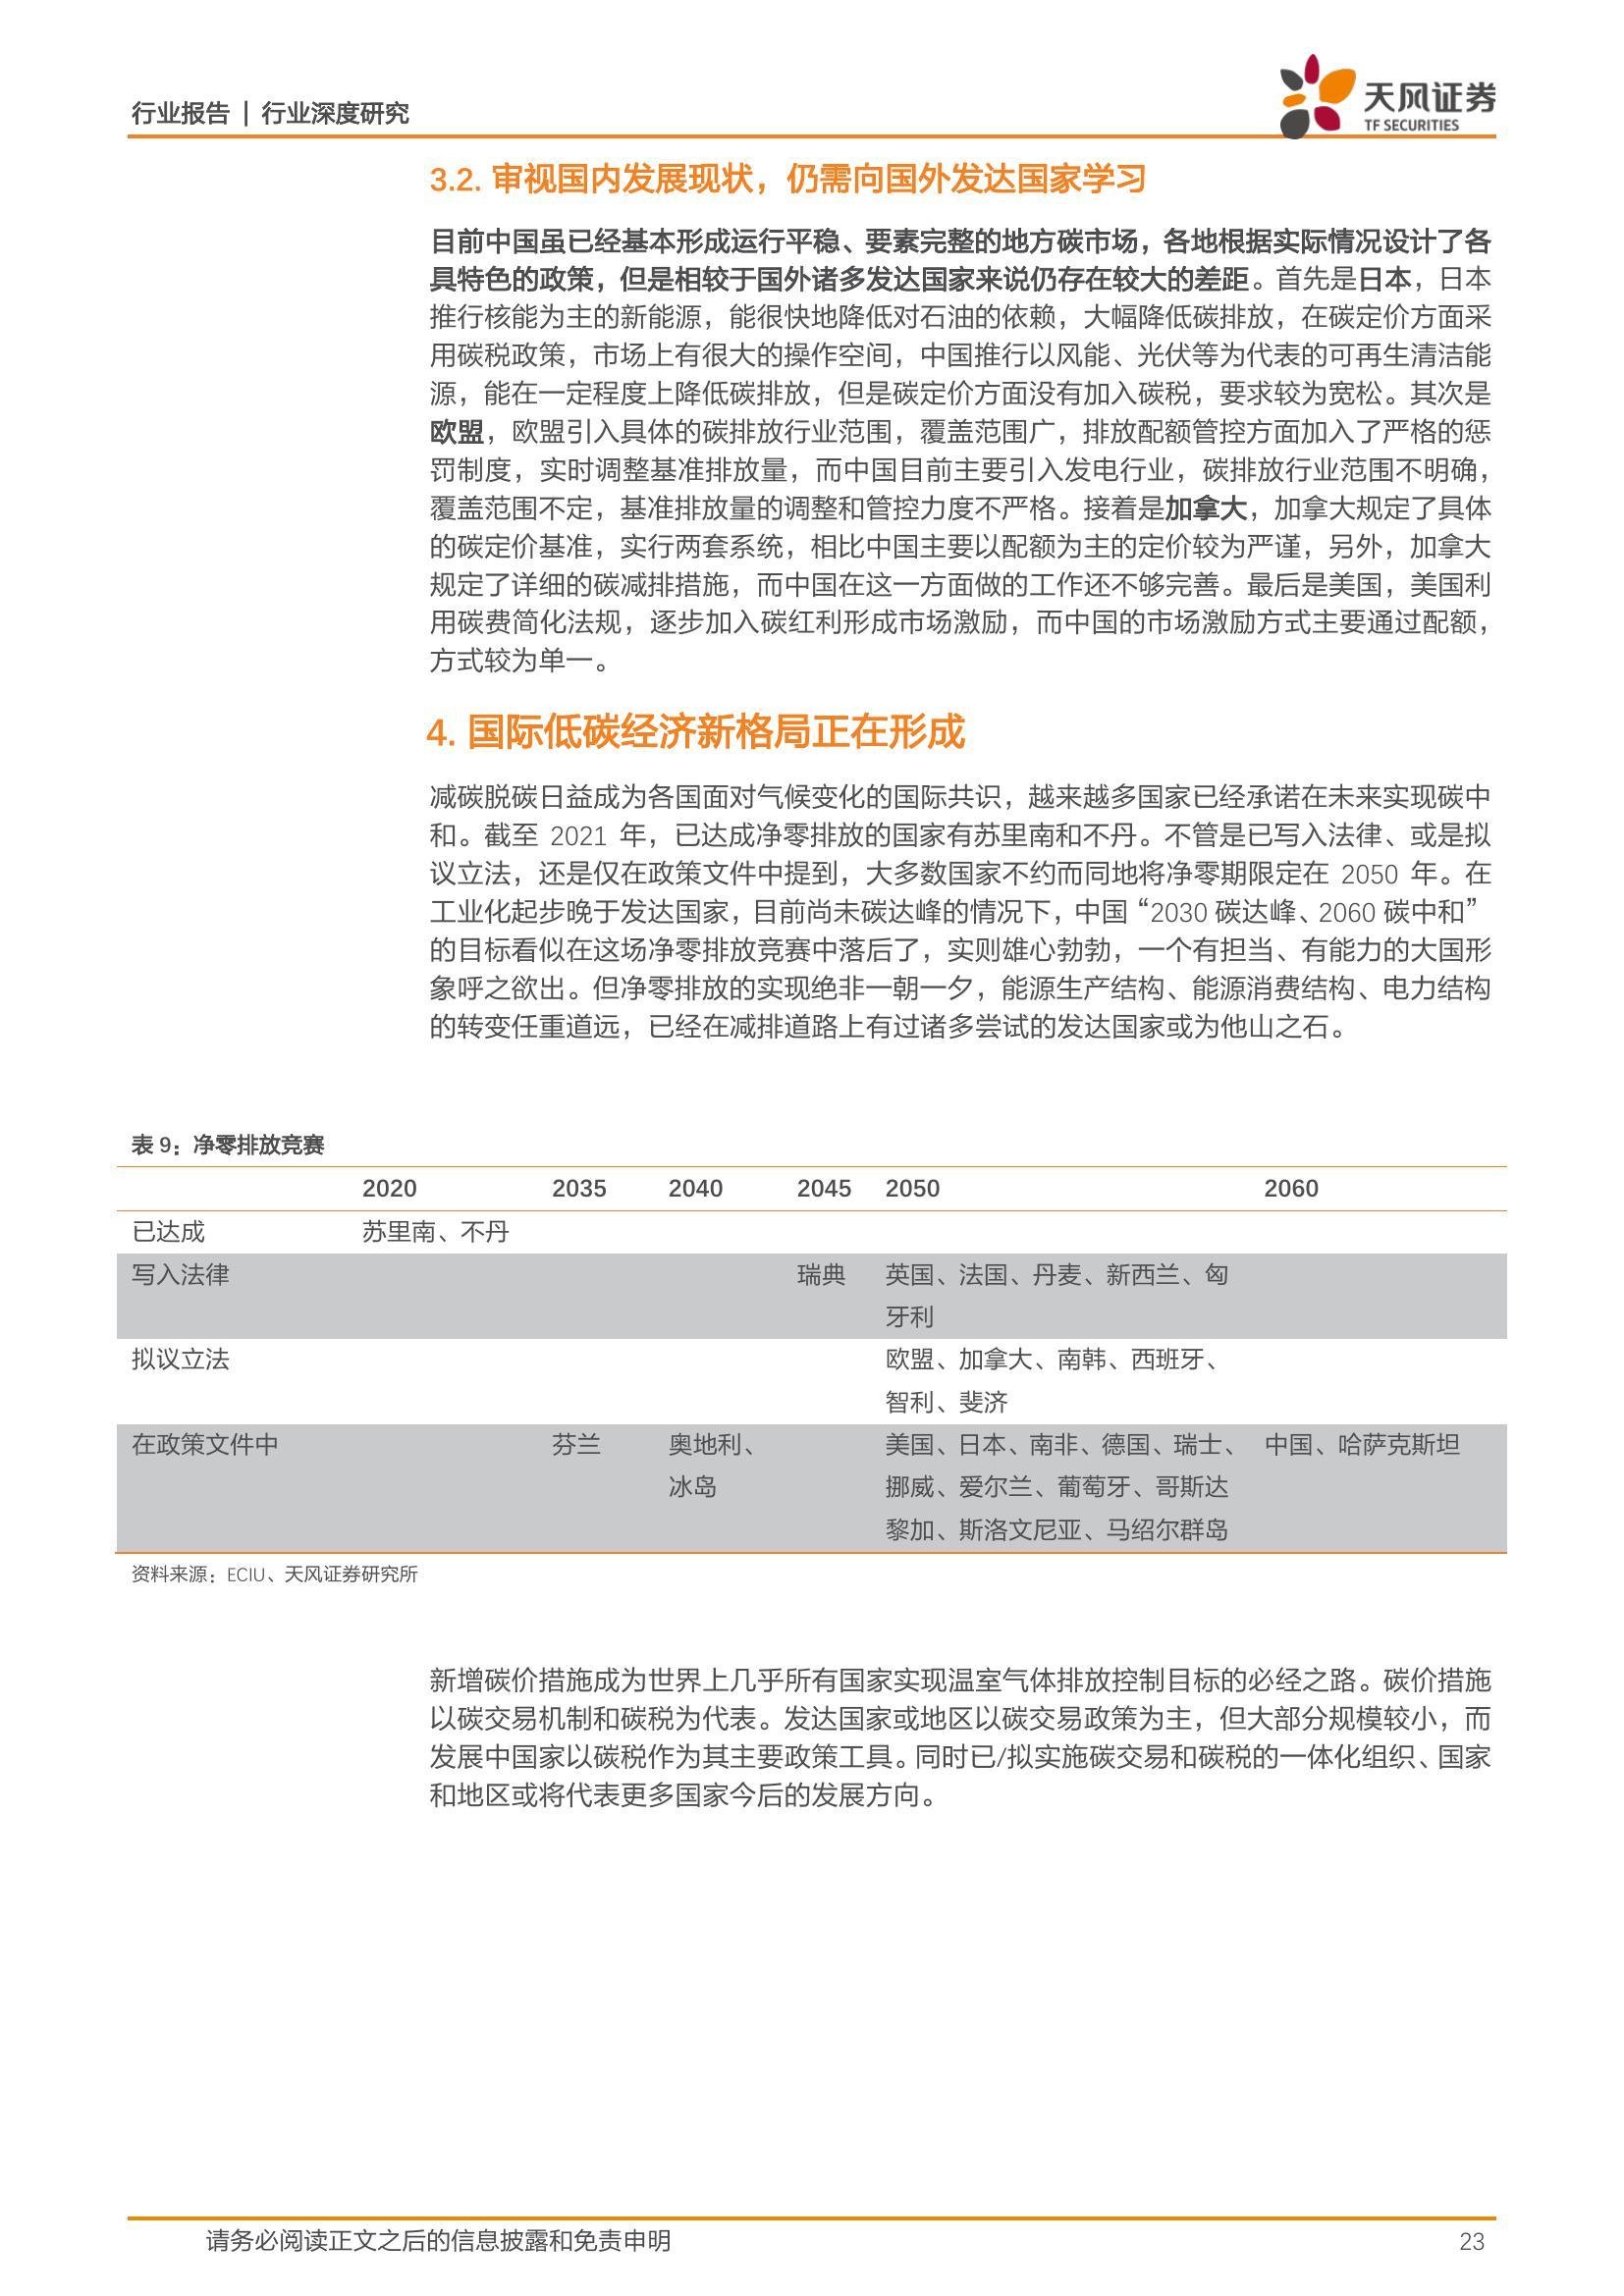 行业报告 | 行业深度研究
天风证券
TF SECURITIES
3.2. 审视国内发展现状，仍需向国外发达国家学习
目前中国虽已经基本形成运行平稳、要素完整的地方碳市场，各地根据实际情况设计了各
具特色的政策，但是相较于国外诸多发达国家来说仍存在较大的差距。首先是日本，日本
推行核能为主的新能源，能很快地降低对石油的依赖，大幅降低碳排放，在碳定价方面采
用碳税政策，市场上有很大的操作空间，中国推行以风能、光伏等为代表的可再生清洁能
源，能在一定程度上降低碳排放，但是碳定价方面没有加入碳税，要求较为宽松。其次是
欧盟，欧盟引入具体的碳排放行业范围，覆盖范围广，排放配额管控方面加入了严格的惩
罚制度，实时调整基准排放量，而中国目前主要引入发电行业，碳排放行业范围不明确，
覆盖范围不定，基准排放量的调整和管控力度不严格。接着是加拿大，加拿大规定了具体
的碳定价基准，实行两套系统，相比中国主要以配额为主的定价较为严谨，另外，加拿大
规定了详细的碳减排措施，而中国在这一方面做的工作还不够完善。最后是美国，美国利
用碳费简化法规，逐步加入碳红利形成市场激励，而中国的市场激励方式主要通过配额，
方式较为单一。
4. 国际低碳经济新格局正在形成
减碳脱碳日益成为各国面对气候变化的国际共识，越来越多国家已经承诺在未来实现碳中
和。截至 2021 年，已达成净零排放的国家有苏里南和不丹。不管是已写入法律、或是拟
议立法，还是仅在政策文件中提到，大多数国家不约而同地将净零期限定在 2050 年。在
工业化起步晚于发达国家，目前尚未碳达峰的情况下，中国“2030 碳达峰、2060 碳中和”
的目标看似在这场净零排放竞赛中落后了，实则雄心勃勃，一个有担当、有能力的大国形
象呼之欲出。但净零排放的实现绝非一朝一夕，能源生产结构、能源消费结构、电力结构
的转变任重道远，已经在减排道路上有过诸多尝试的发达国家或为他山之石。
表 9：净零排放竞赛
2020 2035 2040 2045 2050 2060
已达成 苏里南、不丹
写入法律 瑞典 英国、法国、丹麦、新西兰、匈
牙利
拟议立法 欧盟、加拿大、南韩、西班牙、
智利、斐济
在政策文件中 芬兰 奥地利、 美国、日本、南非、德国、瑞士、 中国、哈萨克斯坦
冰岛 挪威、爱尔兰、葡萄牙、哥斯达
黎加、斯洛文尼亚、马绍尔群岛
资料来源：ECIU、天风证券研究所
新增碳价措施成为世界上几乎所有国家实现温室气体排放控制目标的必经之路。碳价措施
以碳交易机制和碳税为代表。发达国家或地区以碳交易政策为主，但大部分规模较小，而
发展中国家以碳税作为其主要政策工具。同时已/拟实施碳交易和碳税的一体化组织、国家
和地区或将代表更多国家今后的发展方向。
请务必阅读正文之后的信息披露和免责申明 23